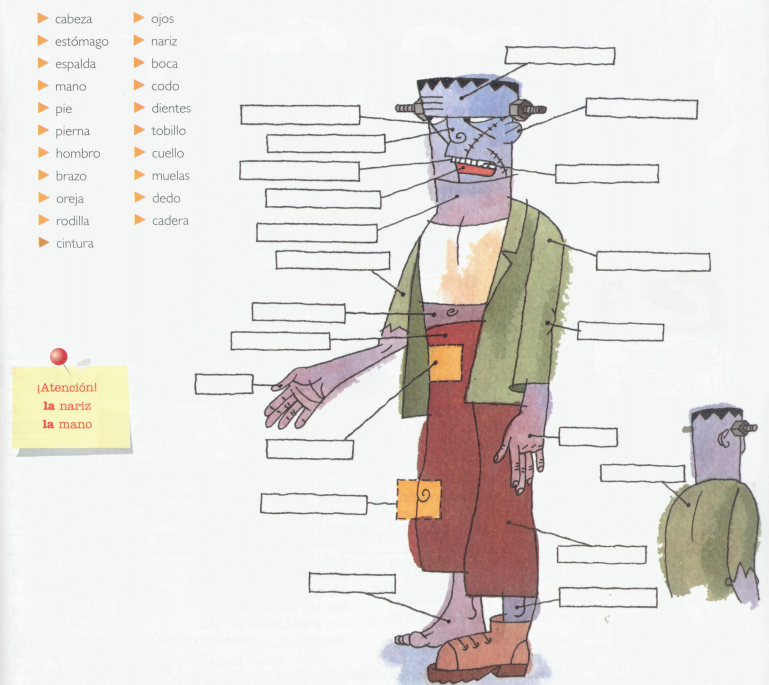 cabeza
estómago
espalda
mano
pie
pierna
hombro
brazo
oreja
rodilla
cintura
ojos
nariz
boca
codo
dientes
tobillo
cuello
muelas
dedo
cadera
¡Atención!
la nariz
la mano